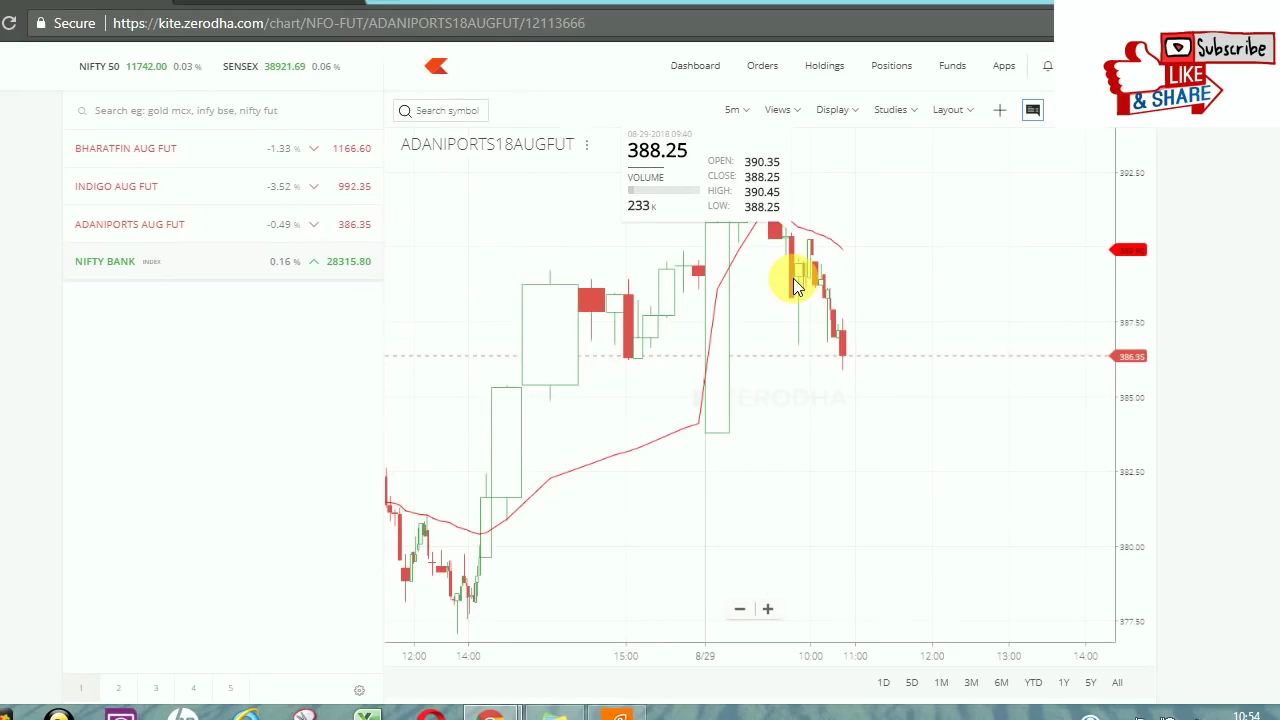 Secure https://kite.zerodha.com/chart/NFO-FUT/ADANIPORTS18AUGFUT/12113666
Subscribe
LIKE
& SHARE
NIFTY 50 11742.00 0.03 % SENSEX 38921.69 0.06 %
Dashboard Orders Holdings Positions Funds Apps
Search eg: gold mcx, infy bse, nifty fut
Search symbol
5m Views Display Studies Layout
BHARATFIN AUG FUT -1.33 % 1166.60
INDIGO AUG FUT -3.52 % 992.35
ADANIPORTS AUG FUT -0.49 % 386.35
NIFTY BANK INDEX 0.16 % 28315.80
ADANIPORTS18AUGFUT
08-29-2018 09:40
388.25
VOLUME
233 K
OPEN: 390.35
CLOSE: 388.25
HIGH: 390.45
LOW: 388.25
392.50
387.50
386.35
385.00
382.50
380.00
377.50
ZERODHA
12:00 14:00 15:00 8/29 10:00 11:00 12:00 13:00 14:00
1D 5D 1M 3M 6M YTD 1Y 5Y All
1 2 3 4 5
10:54